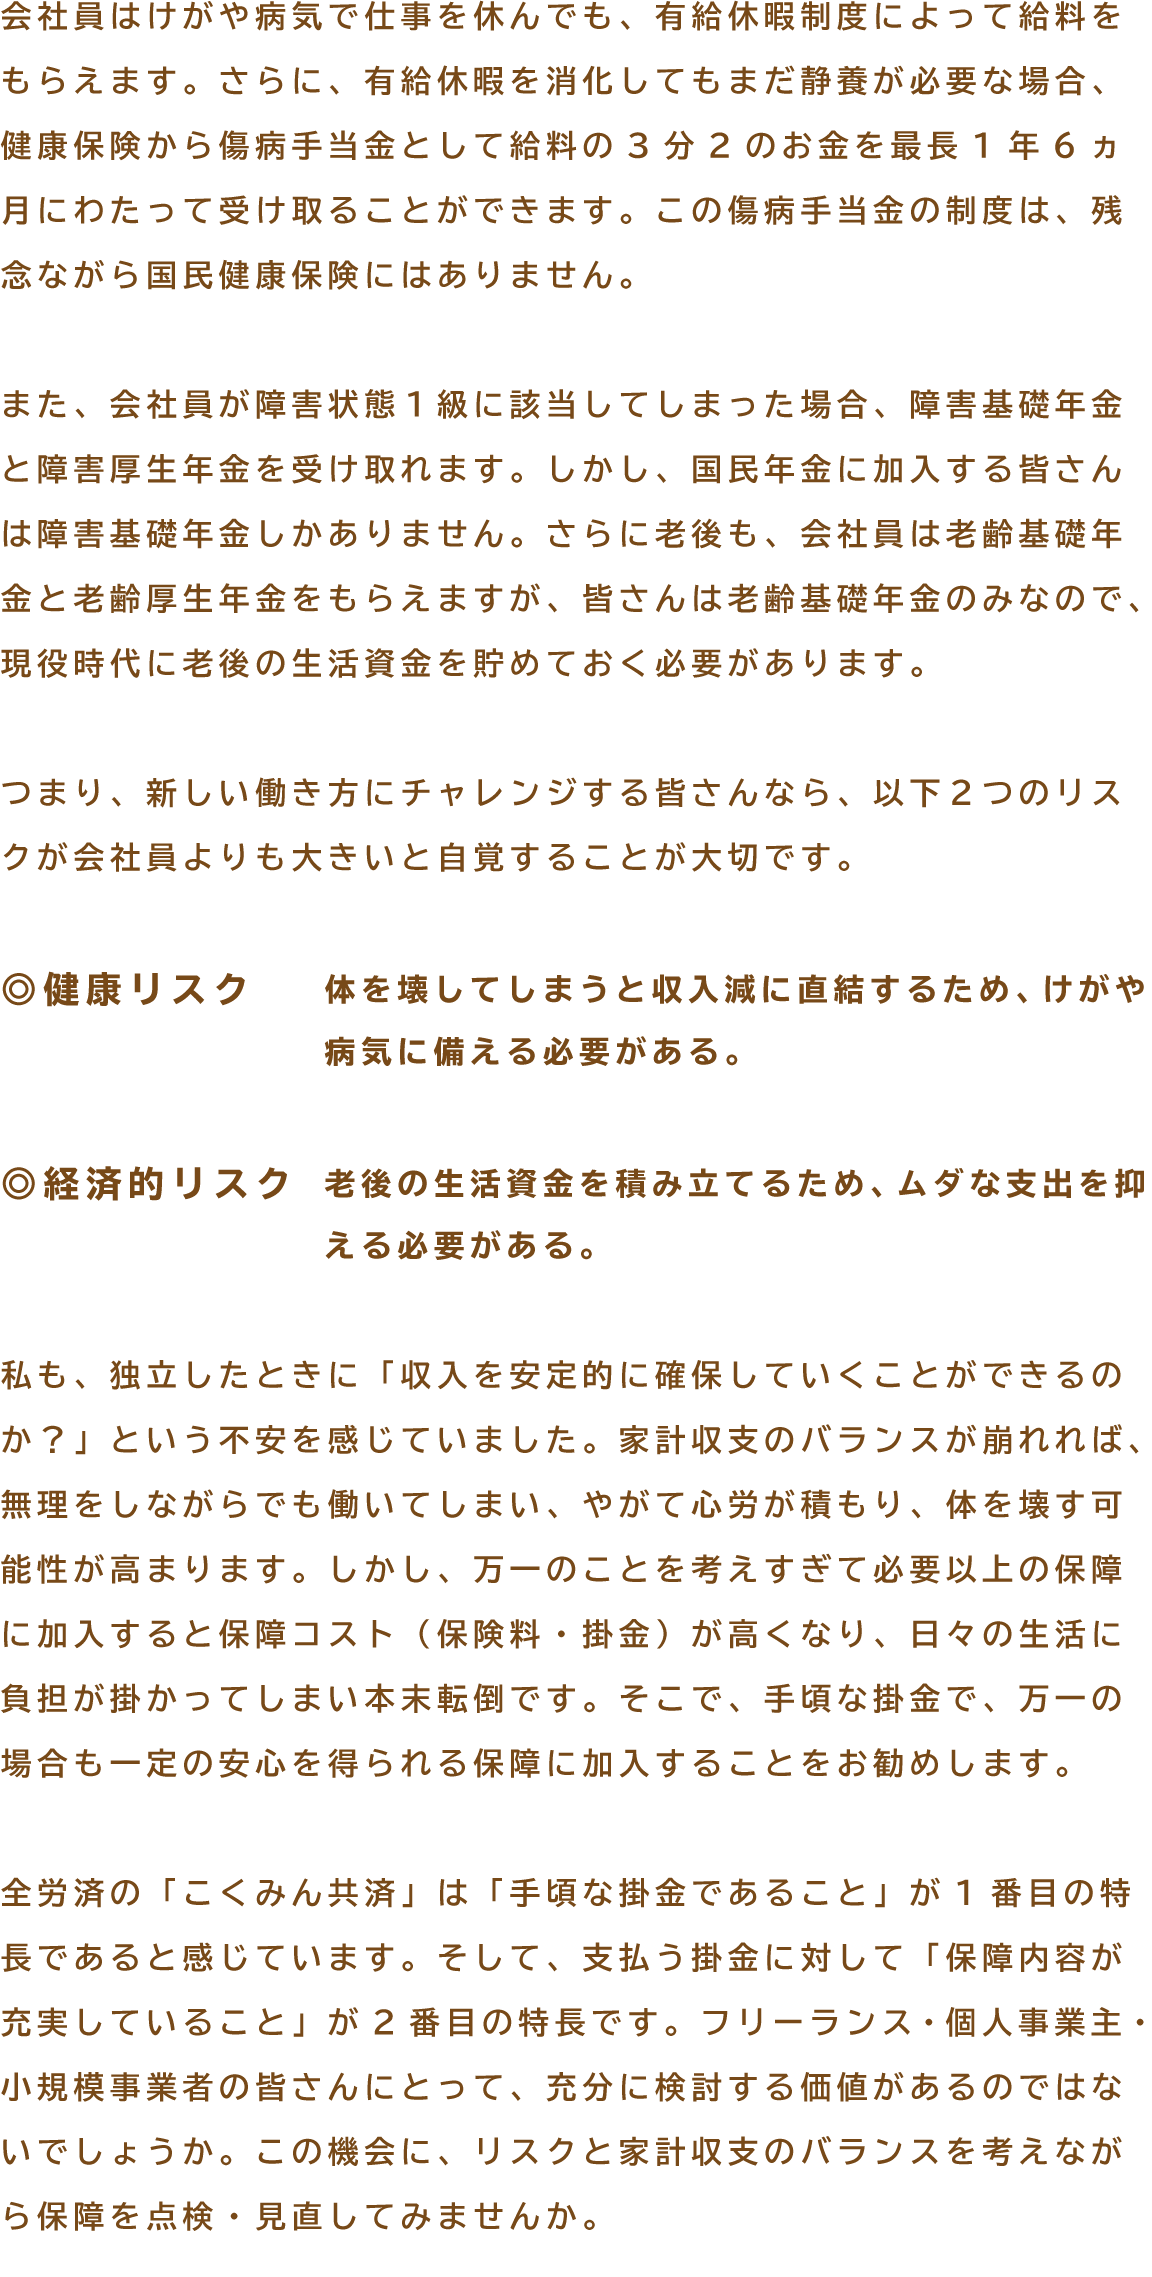 会社員はけがや病気で仕事を休んでも、有給休暇制度によって給料を
もらえます。さらに、有給休暇を消化してもまだ静養が必要な場合、
健康保険から傷病手当金として給料の3分2のお金を最長1年6ヵ
月にわたって受け取ることができます。この傷病手当金の制度は、残
念ながら国民健康保険にはありません。
また、会社員が障害状態1級に該当してしまった場合、障害基礎年金
と障害厚生年金を受け取れます。しかし、国民年金に加入する皆さん
は障害基礎年金しかありません。さらに老後も、会社員は老齢基礎年
金と老齢厚生年金をもらえますが、皆さんは老齢基礎年金のみなので、
現役時代に老後の生活資金を貯めておく必要があります。
つまり、新しい働き方にチャレンジする皆さんなら、以下2つのリス
クが会社員よりも大きいと自覚することが大切です。
◎健康リスク 体を壊してしまうと収入減に直結するため、けがや
病気に備える必要がある。
◎経済的リスク 老後の生活資金を積み立てるため、ムダな支出を抑
える必要がある。
私も、独立したときに「収入を安定的に確保していくことができるの
か？」という不安を感じていました。家計収支のバランスが崩れれば、
無理をしながらでも働いてしまい、やがて心労が積もり、体を壊す可
能性が高まります。しかし、万一のことを考えすぎて必要以上の保障
に加入すると保障コスト（保険料・掛金）が高くなり、日々の生活に
負担が掛かってしまい本末転倒です。そこで、手頃な掛金で、万一の
場合も一定の安心を得られる保障に加入することをお勧めします。
全労済の「こくみん共済」は「手頃な掛金であること」が1番目の特
長であると感じています。そして、支払う掛金に対して「保障内容が
充実していること」が2番目の特長です。フリーランス・個人事業主・
小規模事業者の皆さんにとって、充分に検討する価値があるのではな
いでしょうか。この機会に、リスクと家計収支のバランスを考えなが
ら保障を点検・見直してみませんか。